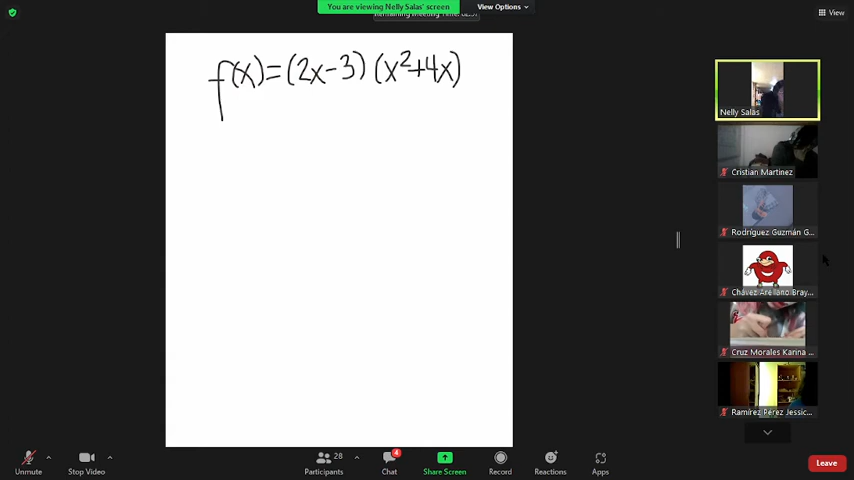 You are viewing Nelly Salas' screen
View Options
View
f(x)=(2x-3)(x²+4x)
Nelly Salas
Cristian Martinez
Rodríguez Guzmán G...
Chávez Arellano Bray...
Cruz Morales Karina ...
Ramírez Pérez Jessic...
Unmute
Stop Video
28
Participants
4
Chat
Share Screen
Record
Reactions
Apps
Leave